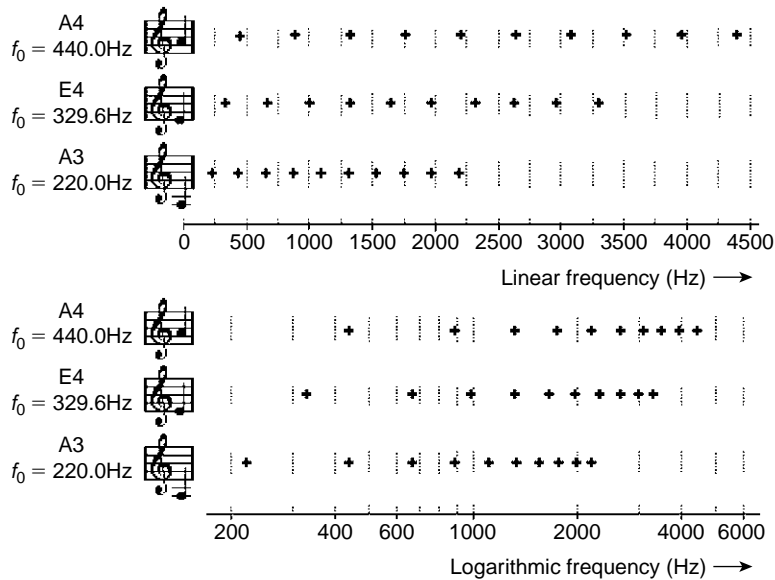 A4
f₀ = 440.0Hz
E4
f₀ = 329.6Hz
A3
f₀ = 220.0Hz
0 500 1000 1500 2000 2500 3000 3500 4000 4500
Linear frequency (Hz) →
A4
f₀ = 440.0Hz
E4
f₀ = 329.6Hz
A3
f₀ = 220.0Hz
200 400 600 1000 2000 4000 6000
Logarithmic frequency (Hz) →